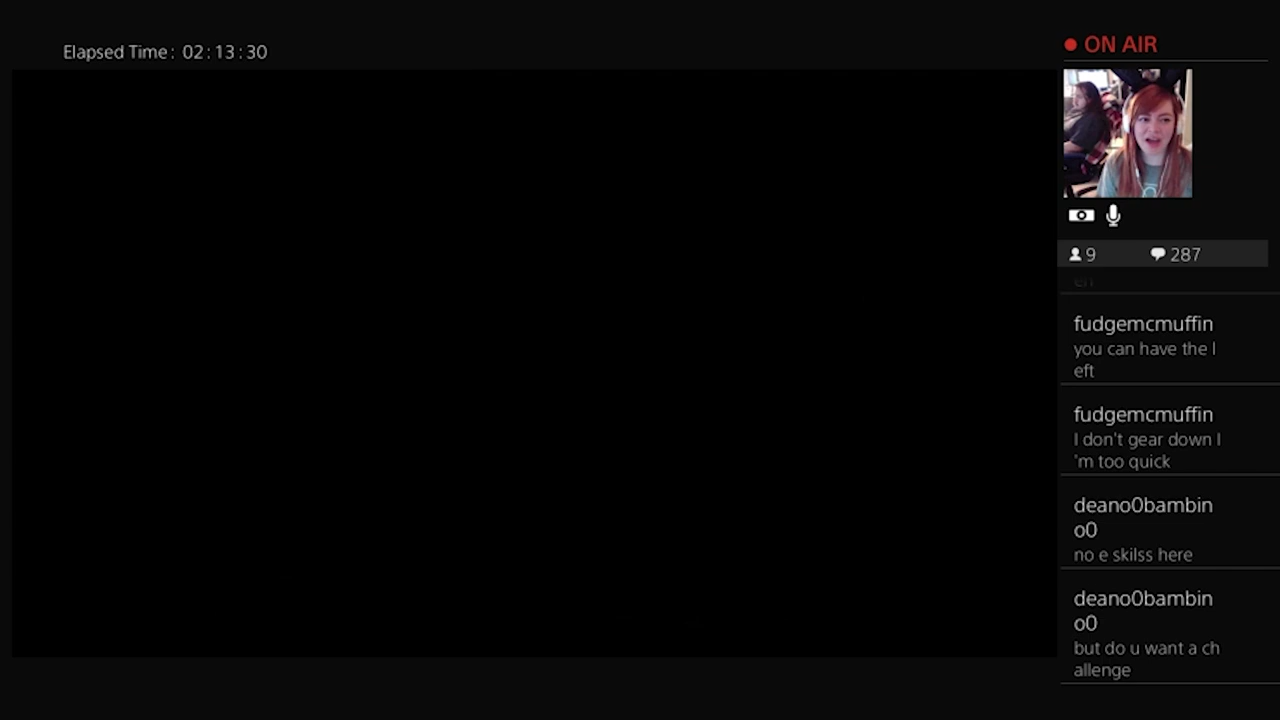 Elapsed Time: 02:13:30
ON AIR
9 287
en
fudgemcmuffin
you can have the l
eft
fudgemcmuffin
I don't gear down I
'm too quick
deano0bambin
o0
no e skilss here
deano0bambin
o0
but do u want a ch
allenge